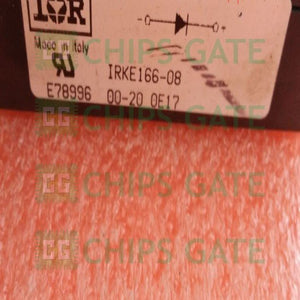 IOR
Made in Italy
IRKE166-08
E78996 00-20 0E17
CHIPS GATE
CHIPS GATE
CHIPS GATE
CHIPS GATE